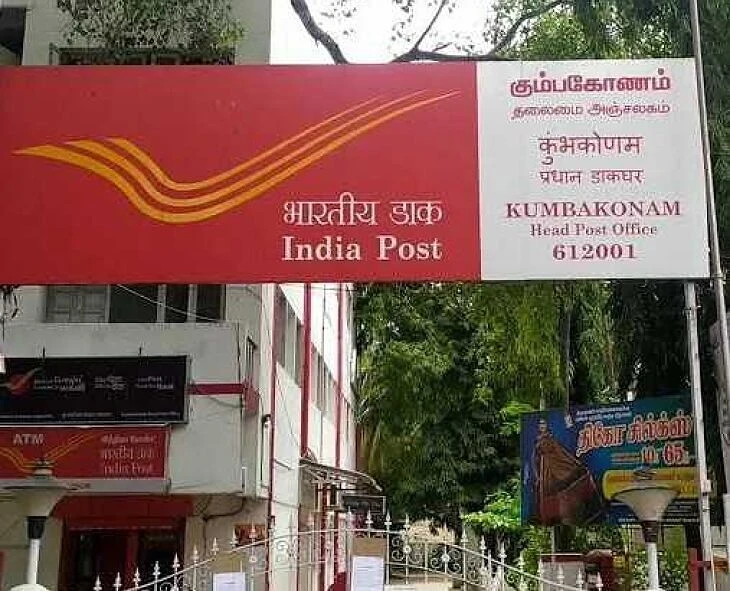 भारतीय डाक
India Post
கும்பகோணம்
தலைமை அஞ்சலகம்
कुंभकोणम
प्रधान डाकघर
KUMBAKONAM
Head Post Office
612001
ATM
भारतीय डाक
India Post
திகோ சில்க்ஸ்